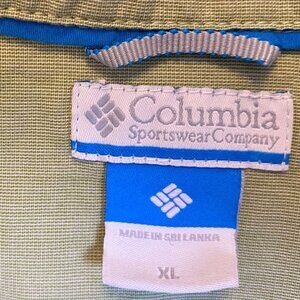 Columbia
Sportswear Company
MADE IN SRI LANKA
XL